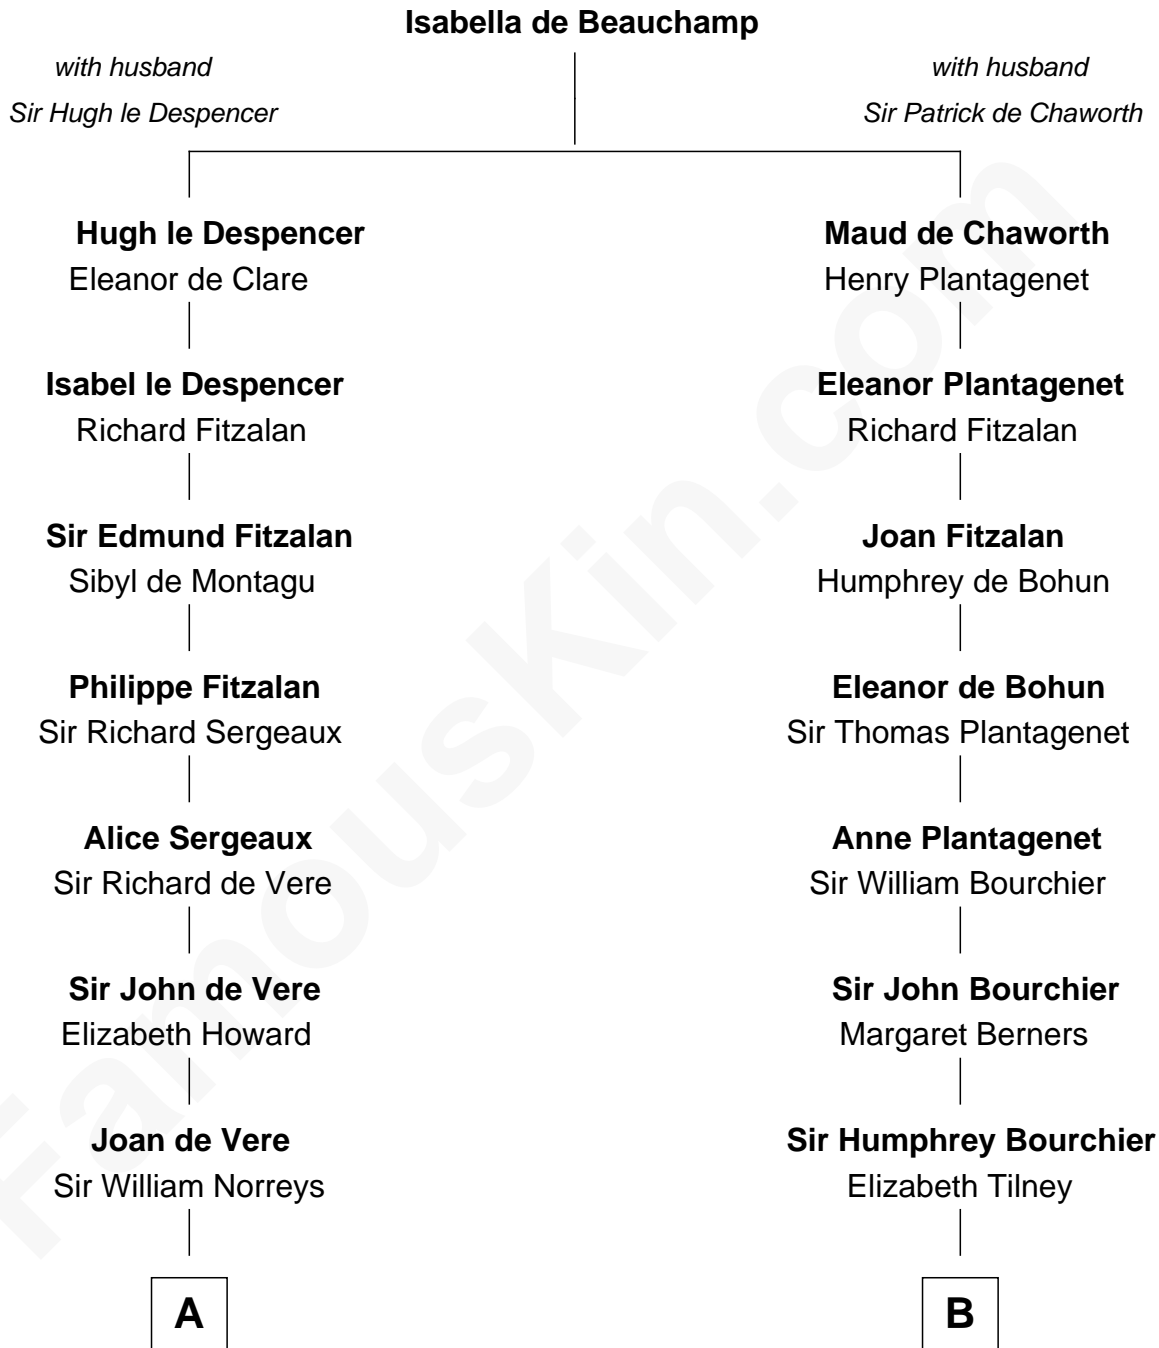 Isabella de Beauchamp
with husband
Sir Hugh le Despencer
with husband
Sir Patrick de Chaworth
Hugh le Despencer
Eleanor de Clare
Maud de Chaworth
Henry Plantagenet
Isabel le Despencer
Richard Fitzalan
Eleanor Plantagenet
Richard Fitzalan
Sir Edmund Fitzalan
Sibyl de Montagu
Joan Fitzalan
Humphrey de Bohun
Philippe Fitzalan
Sir Richard Sergeaux
Eleanor de Bohun
Sir Thomas Plantagenet
Alice Sergeaux
Sir Richard de Vere
Anne Plantagenet
Sir William Bourchier
Sir John de Vere
Elizabeth Howard
Sir John Bourchier
Margaret Berners
Joan de Vere
Sir William Norreys
Sir Humphrey Bourchier
Elizabeth Tilney
A
B
FamousKin.com